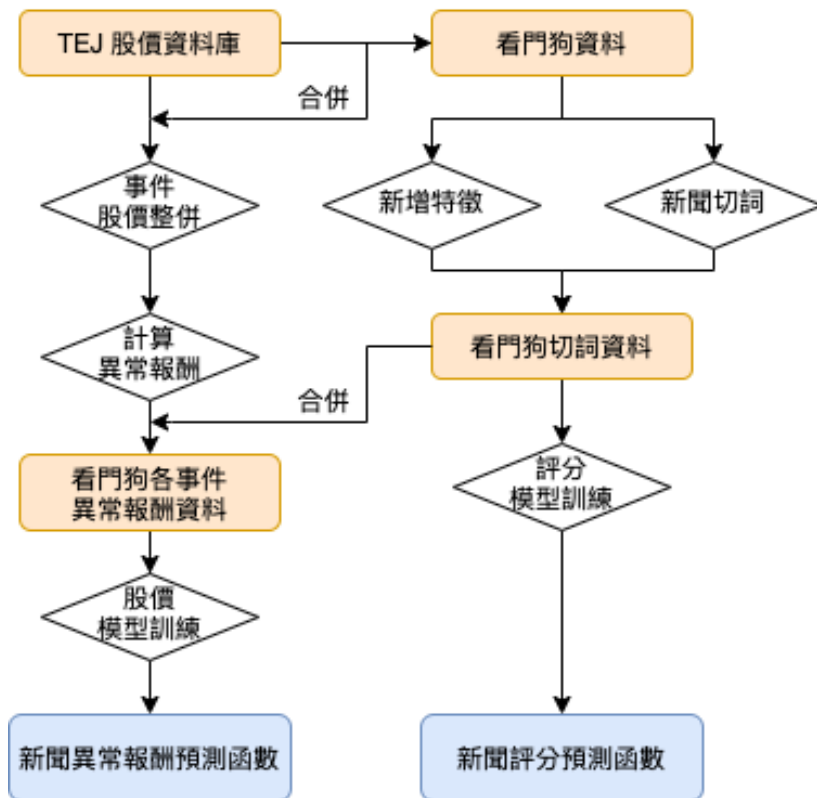 TEJ 股價資料庫
看門狗資料
合併
事件
股價整併
新增特徵
新聞切詞
計算
異常報酬
看門狗切詞資料
合併
看門狗各事件
異常報酬資料
評分
模型訓練
股價
模型訓練
新聞異常報酬預測函數
新聞評分預測函數